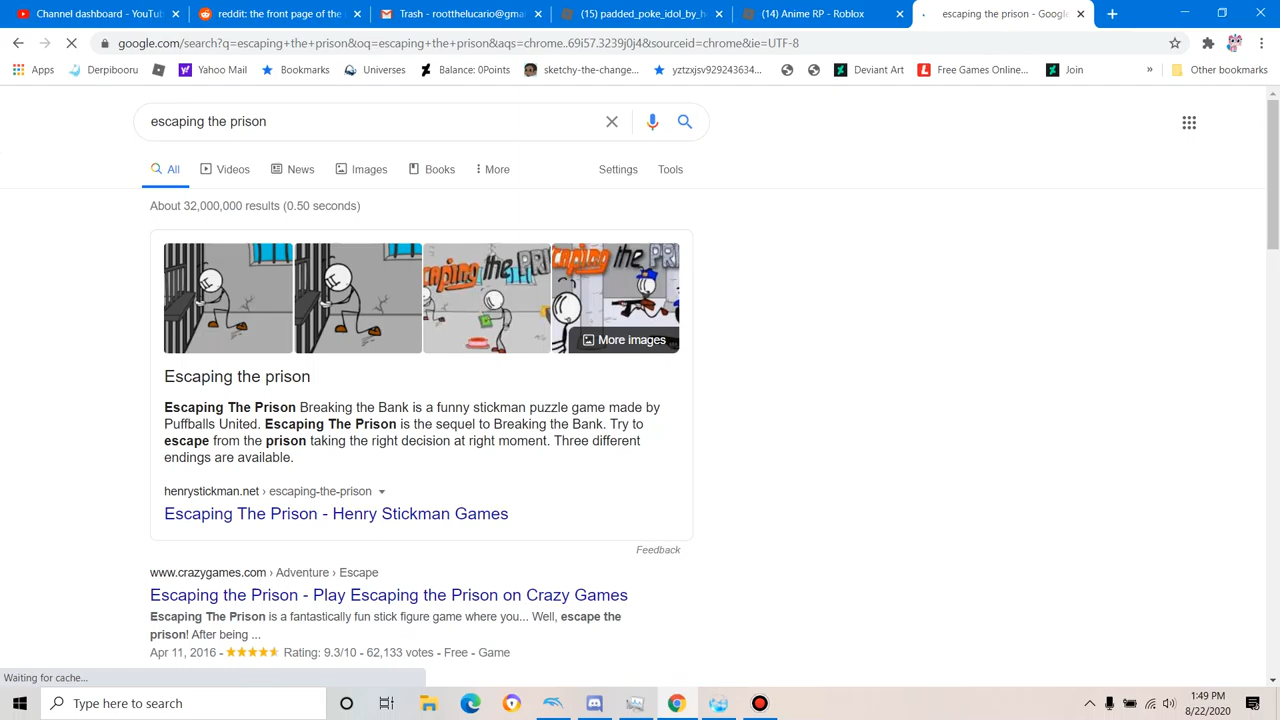 Channel dashboard - YouTu
reddit: the front page of the
Trash - rootthelucario@gma
(15) padded_poke_idol_by_h
(14) Anime RP - Roblox
escaping the prison - Google
google.com/search?q=escaping+the+prison&oq=escaping+the+prison&aqs=chrome..69i57.3239j0j4&sourceid=chrome&ie=UTF-8
Apps
Derpibooru
Yahoo Mail
Bookmarks
Universes
Balance: 0Points
sketchy-the-change...
yztzxjsv929243634...
Deviant Art
Free Games Online...
Join
»
Other bookmarks
escaping the prison
All
Videos
News
Images
Books
More
Settings
Tools
About 32,000,000 results (0.50 seconds)
caping the PRI
caping the PR
More images
Escaping the prison
Escaping The Prison Breaking the Bank is a funny stickman puzzle game made by
Puffballs United. Escaping The Prison is the sequel to Breaking the Bank. Try to
escape from the prison taking the right decision at right moment. Three different
endings are available.
henrystickman.net › escaping-the-prison
Escaping The Prison - Henry Stickman Games
Feedback
www.crazygames.com › Adventure › Escape
Escaping the Prison - Play Escaping the Prison on Crazy Games
Escaping The Prison is a fantastically fun stick figure game where you... Well, escape the
prison! After being ...
Apr 11, 2016 - Rating: 9.3/10 - 62,133 votes - Free - Game
Waiting for cache...
Type here to search
1:49 PM
8/22/2020